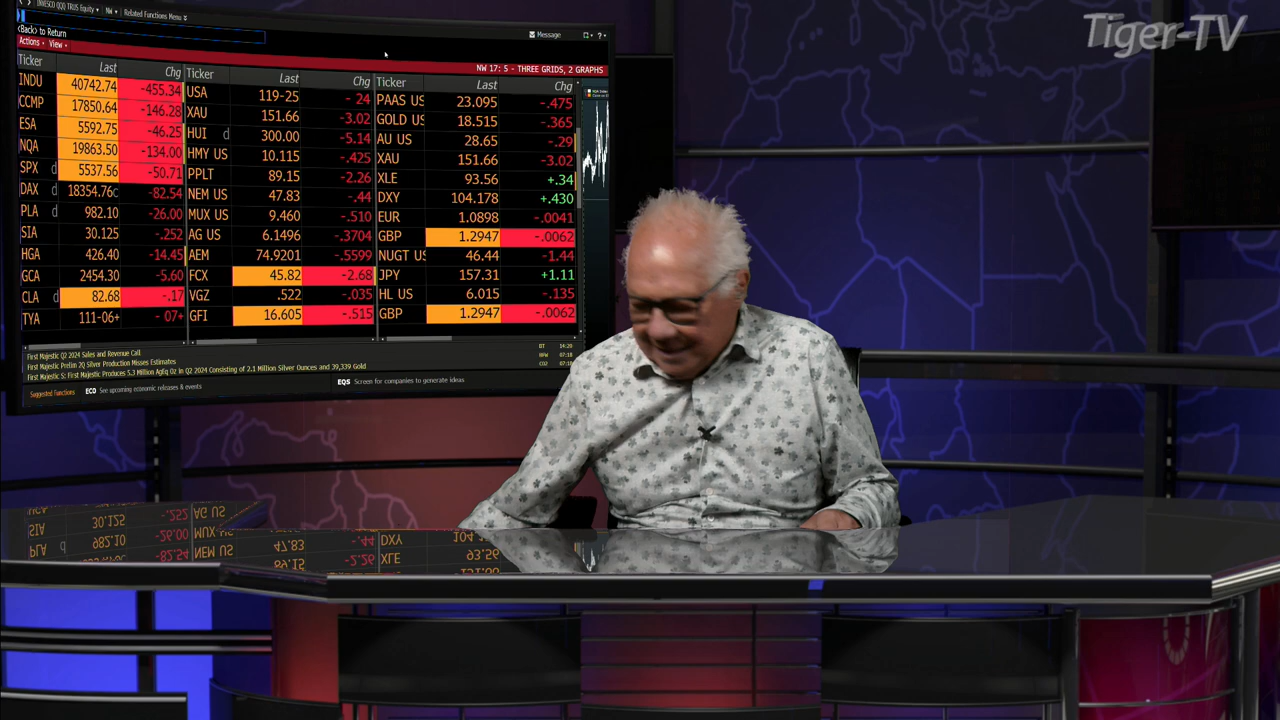 INVESCO QQQ TRUS Equity NW Related Functions Menu
<Back> to Return
Message
Actions View
NW 17: 5 - THREE GRIDS, 2 GRAPHS
Ticker Last Chg Ticker Last Chg Ticker Last Chg
INDU 40742.74 -455.34 USA 119-25 - 24 PAAS US 23.095 -.475
CCMP 17850.64 -146.28 XAU 151.66 -3.02 GOLD US 18.515 -.365
ESA 5592.75 -46.25 HUI d 300.00 -5.14 AU US 28.65 -.29
NQA 19863.50 -134.00 HMY US 10.115 -.425 XAU 151.66 -3.02
SPX d 5537.56 -50.71 PPLT 89.15 -2.26 XLE 93.56 +.34
DAX d 18354.76c -82.54 NEM US 47.83 -.44 DXY 104.178 +.430
PLA d 982.10 -26.00 MUX US 9.460 -.510 EUR 1.0898 -.0041
SIA 30.125 -.252 AG US 6.1496 -.3704 GBP 1.2947 -.0062
HGA 426.40 -14.45 AEM 74.9201 -.5599 NUGT US 46.44 -1.44
GCA 2454.30 -5.60 FCX 45.82 -2.68 JPY 157.31 +1.11
CLA d 82.68 -.17 VGZ .522 -.035 HL US 6.015 -.135
TYA 111-06+ - 07+ GFI 16.605 -.515 GBP 1.2947 -.0062
First Majestic Q2 2024 Sales and Revenue Call
First Majestic Prelim 2Q Silver Production Misses Estimates
First Majestic S: First Majestic Produces 5.3 Million AgEq Oz in Q2 2024 Consisting of 2.1 Million Silver Ounces and 39,339 Gold
Suggested Functions ECO See upcoming economic releases & events EQS Screen for companies to generate ideas
Tiger-TV